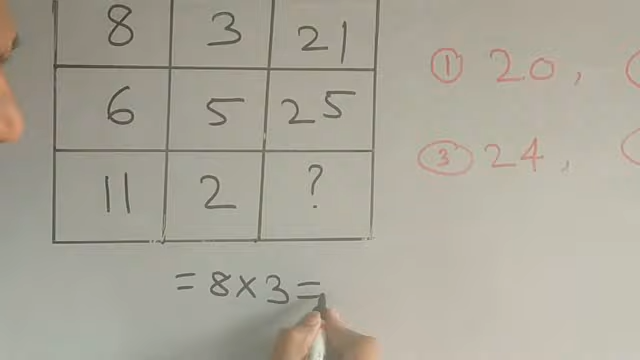 8 3 21
① 20,
6 5 25
③ 24,
11 2 ?
= 8 × 3 =